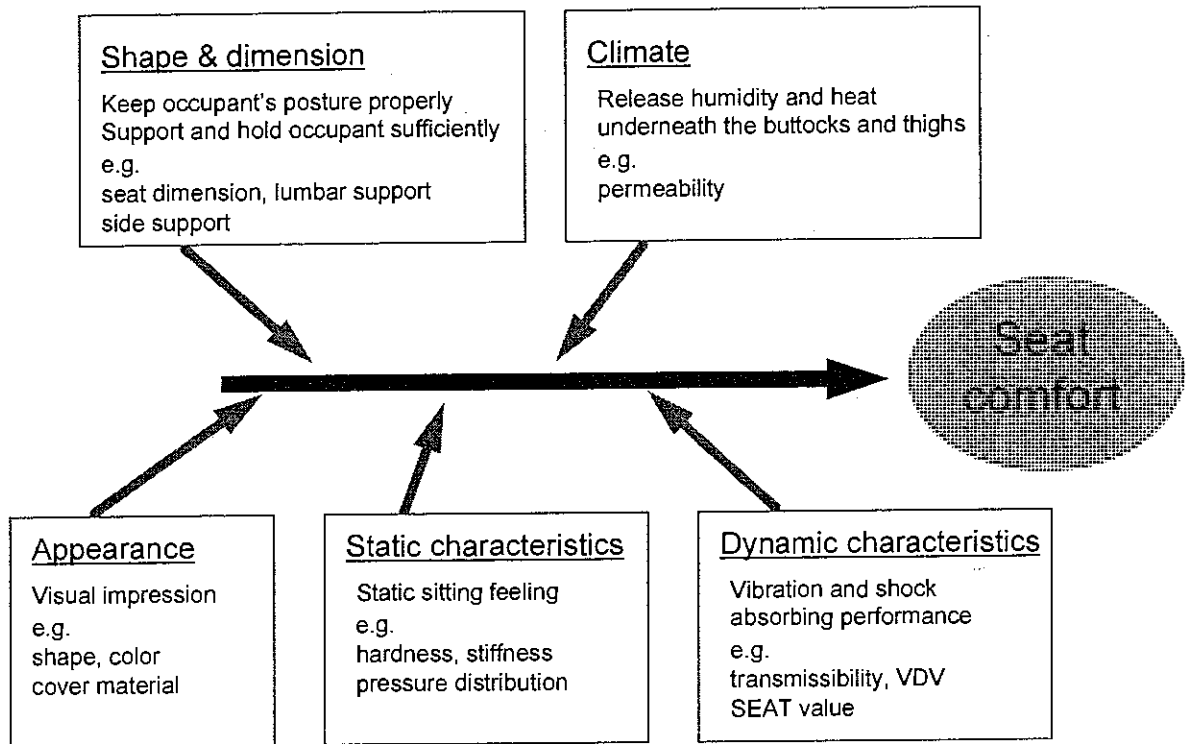 Shape & dimension
Keep occupant's posture properly
Support and hold occupant sufficiently
e.g.
seat dimension, lumbar support
side support
Climate
Release humidity and heat
underneath the buttocks and thighs
e.g.
permeability
Seat
comfort
Appearance
Visual impression
e.g.
shape, color
cover material
Static characteristics
Static sitting feeling
e.g.
hardness, stiffness
pressure distribution
Dynamic characteristics
Vibration and shock
absorbing performance
e.g.
transmissibility, VDV
SEAT value